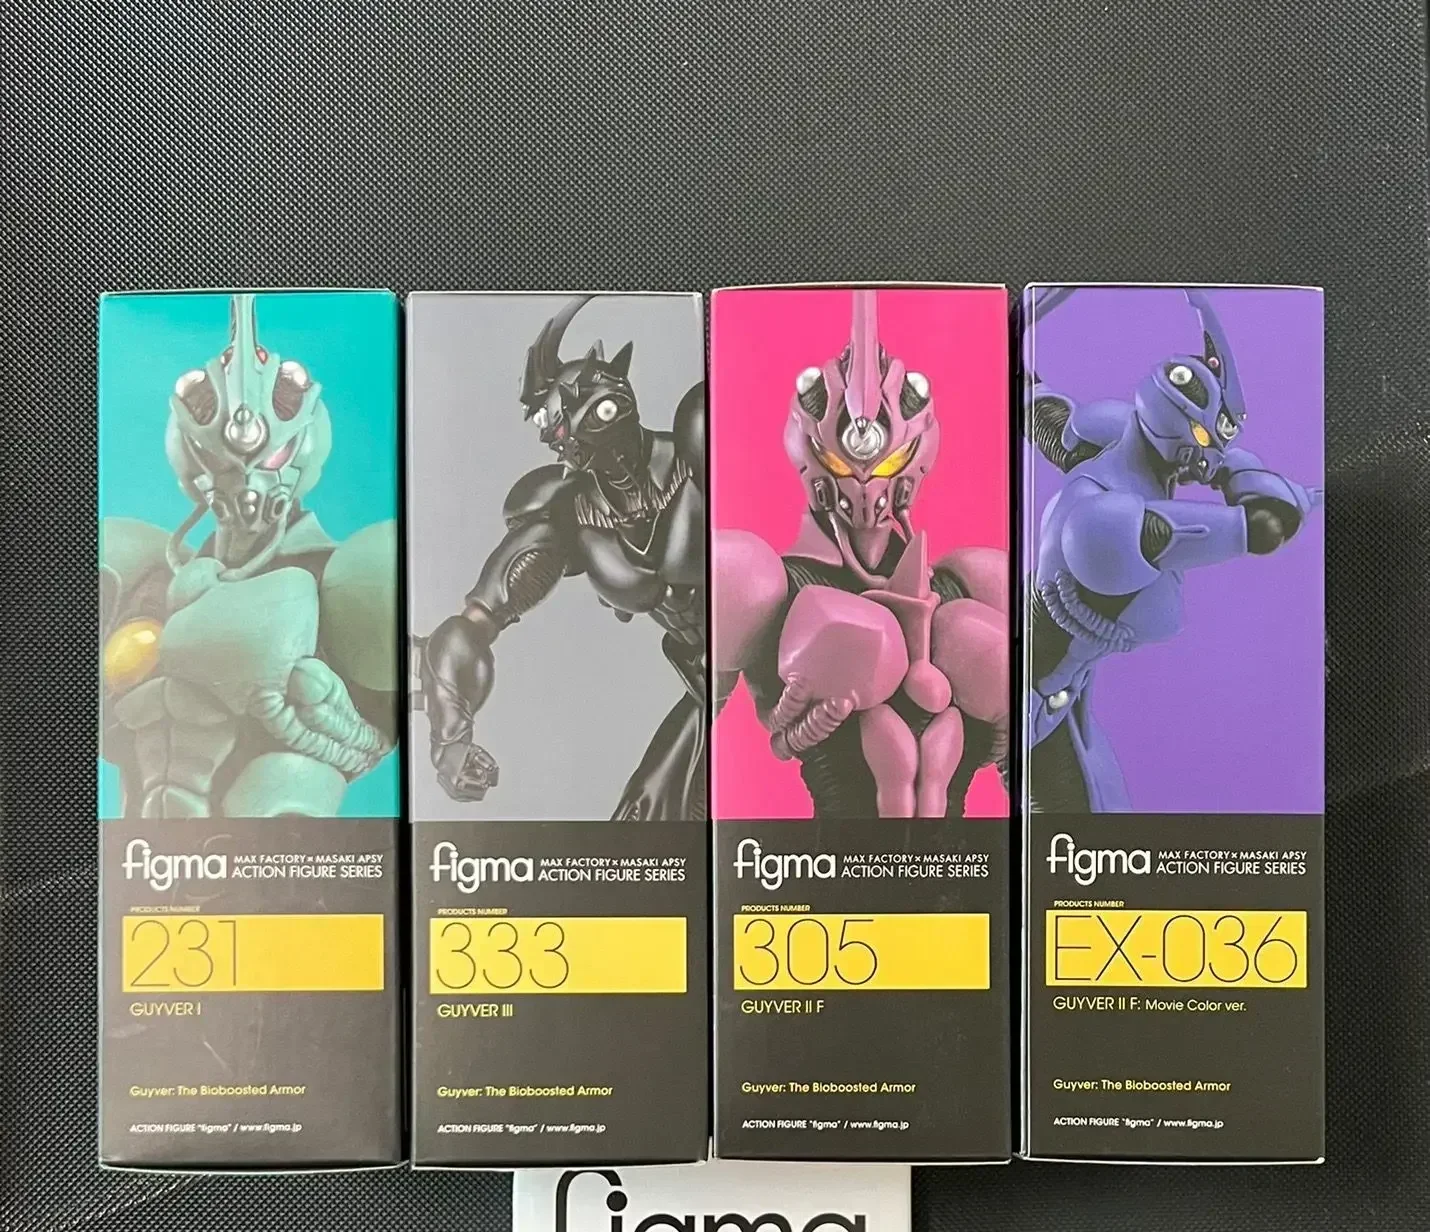 figma MAX FACTORY × MASAKI APSY
ACTION FIGURE SERIES
PRODUCTS NUMBER
231
GUYVER I
Guyver: The Bioboosted Armor
ACTION FIGURE "figma" / www.figma.jp
figma MAX FACTORY × MASAKI APSY
ACTION FIGURE SERIES
PRODUCTS NUMBER
333
GUYVER III
Guyver: The Bioboosted Armor
ACTION FIGURE "figma" / www.figma.jp
figma MAX FACTORY × MASAKI APSY
ACTION FIGURE SERIES
PRODUCTS NUMBER
305
GUYVER II F
Guyver: The Bioboosted Armor
ACTION FIGURE "figma" / www.figma.jp
figma MAX FACTORY × MASAKI APSY
ACTION FIGURE SERIES
PRODUCTS NUMBER
EX-036
GUYVER II F: Movie Color ver.
Guyver: The Bioboosted Armor
ACTION FIGURE "figma" / www.figma.jp
figma